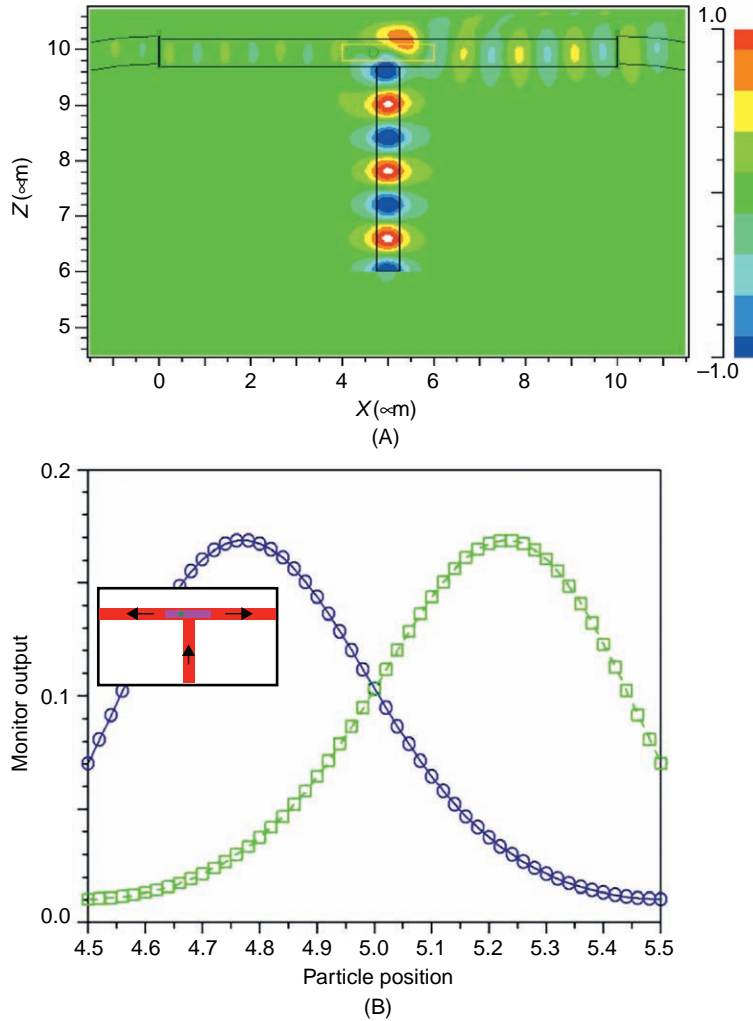 1.0
10
9
8
7
6
5
Z (∝m)
0 2 4 6 8 10
−1.0
X (∝m)
(A)
0.2
0.1
0.0
Monitor output
4.5 4.6 4.7 4.8 4.9 5.0 5.1 5.2 5.3 5.4 5.5
Particle position
(B)